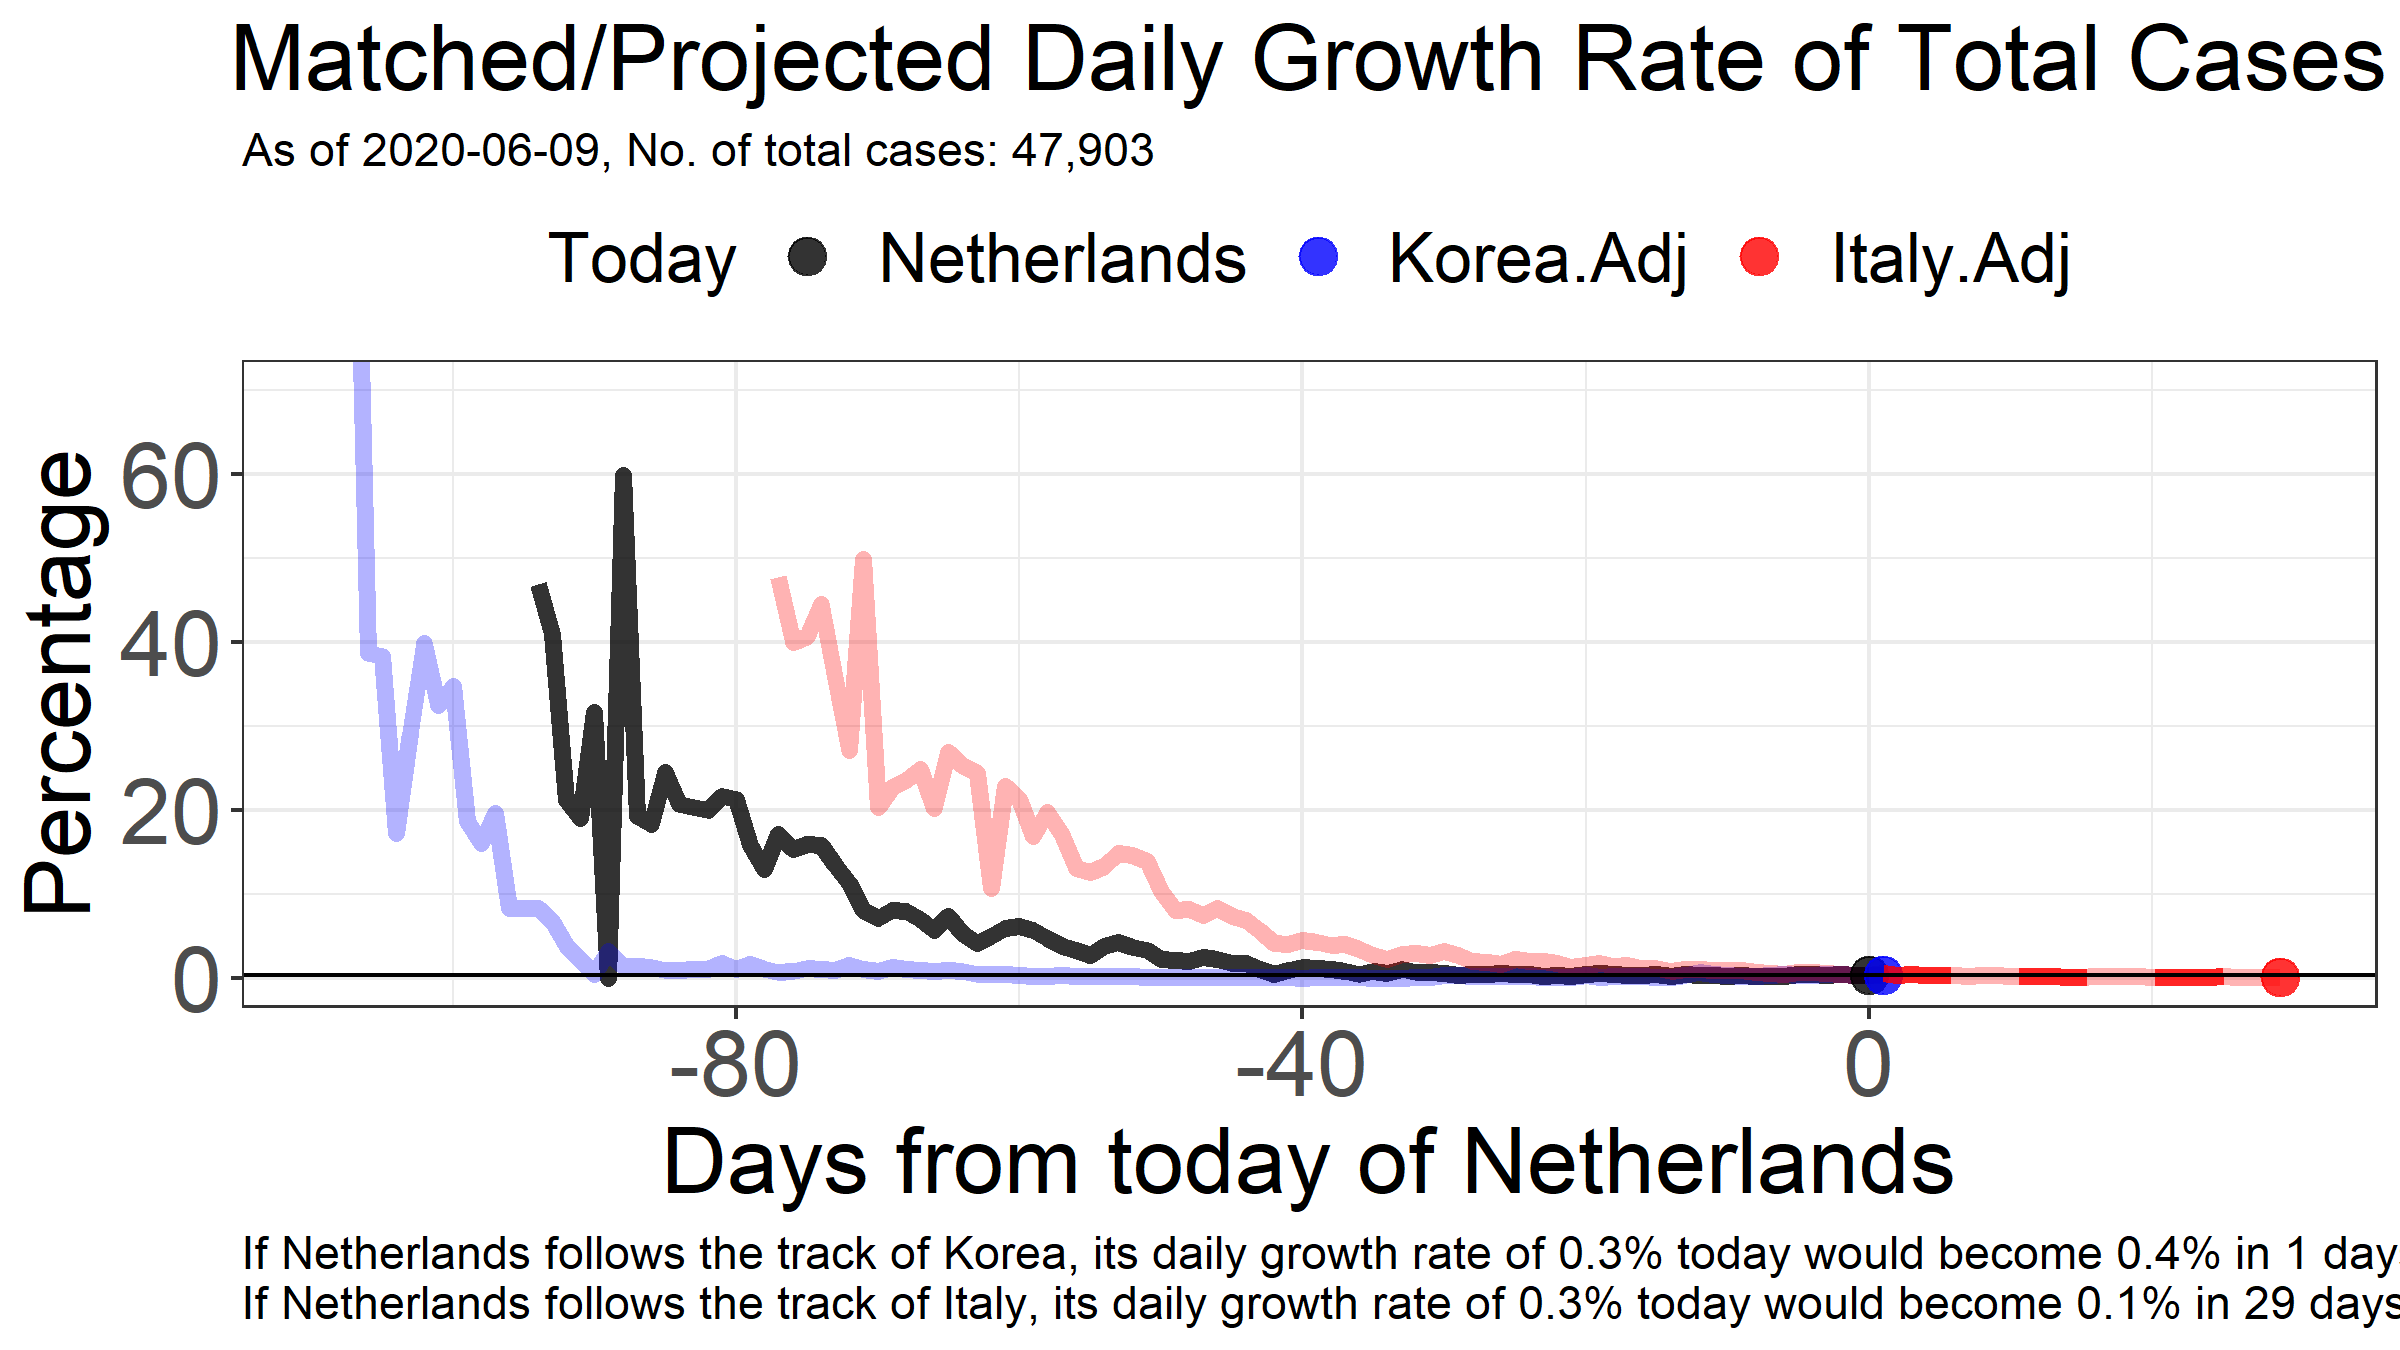 Matched/Projected Daily Growth Rate of Total Cases
As of 2020-06-09, No. of total cases: 47,903
Today Netherlands Korea.Adj Italy.Adj
Percentage
60
40
20
0
-80 -40 0
Days from today of Netherlands
If Netherlands follows the track of Korea, its daily growth rate of 0.3% today would become 0.4% in 1 days
If Netherlands follows the track of Italy, its daily growth rate of 0.3% today would become 0.1% in 29 days